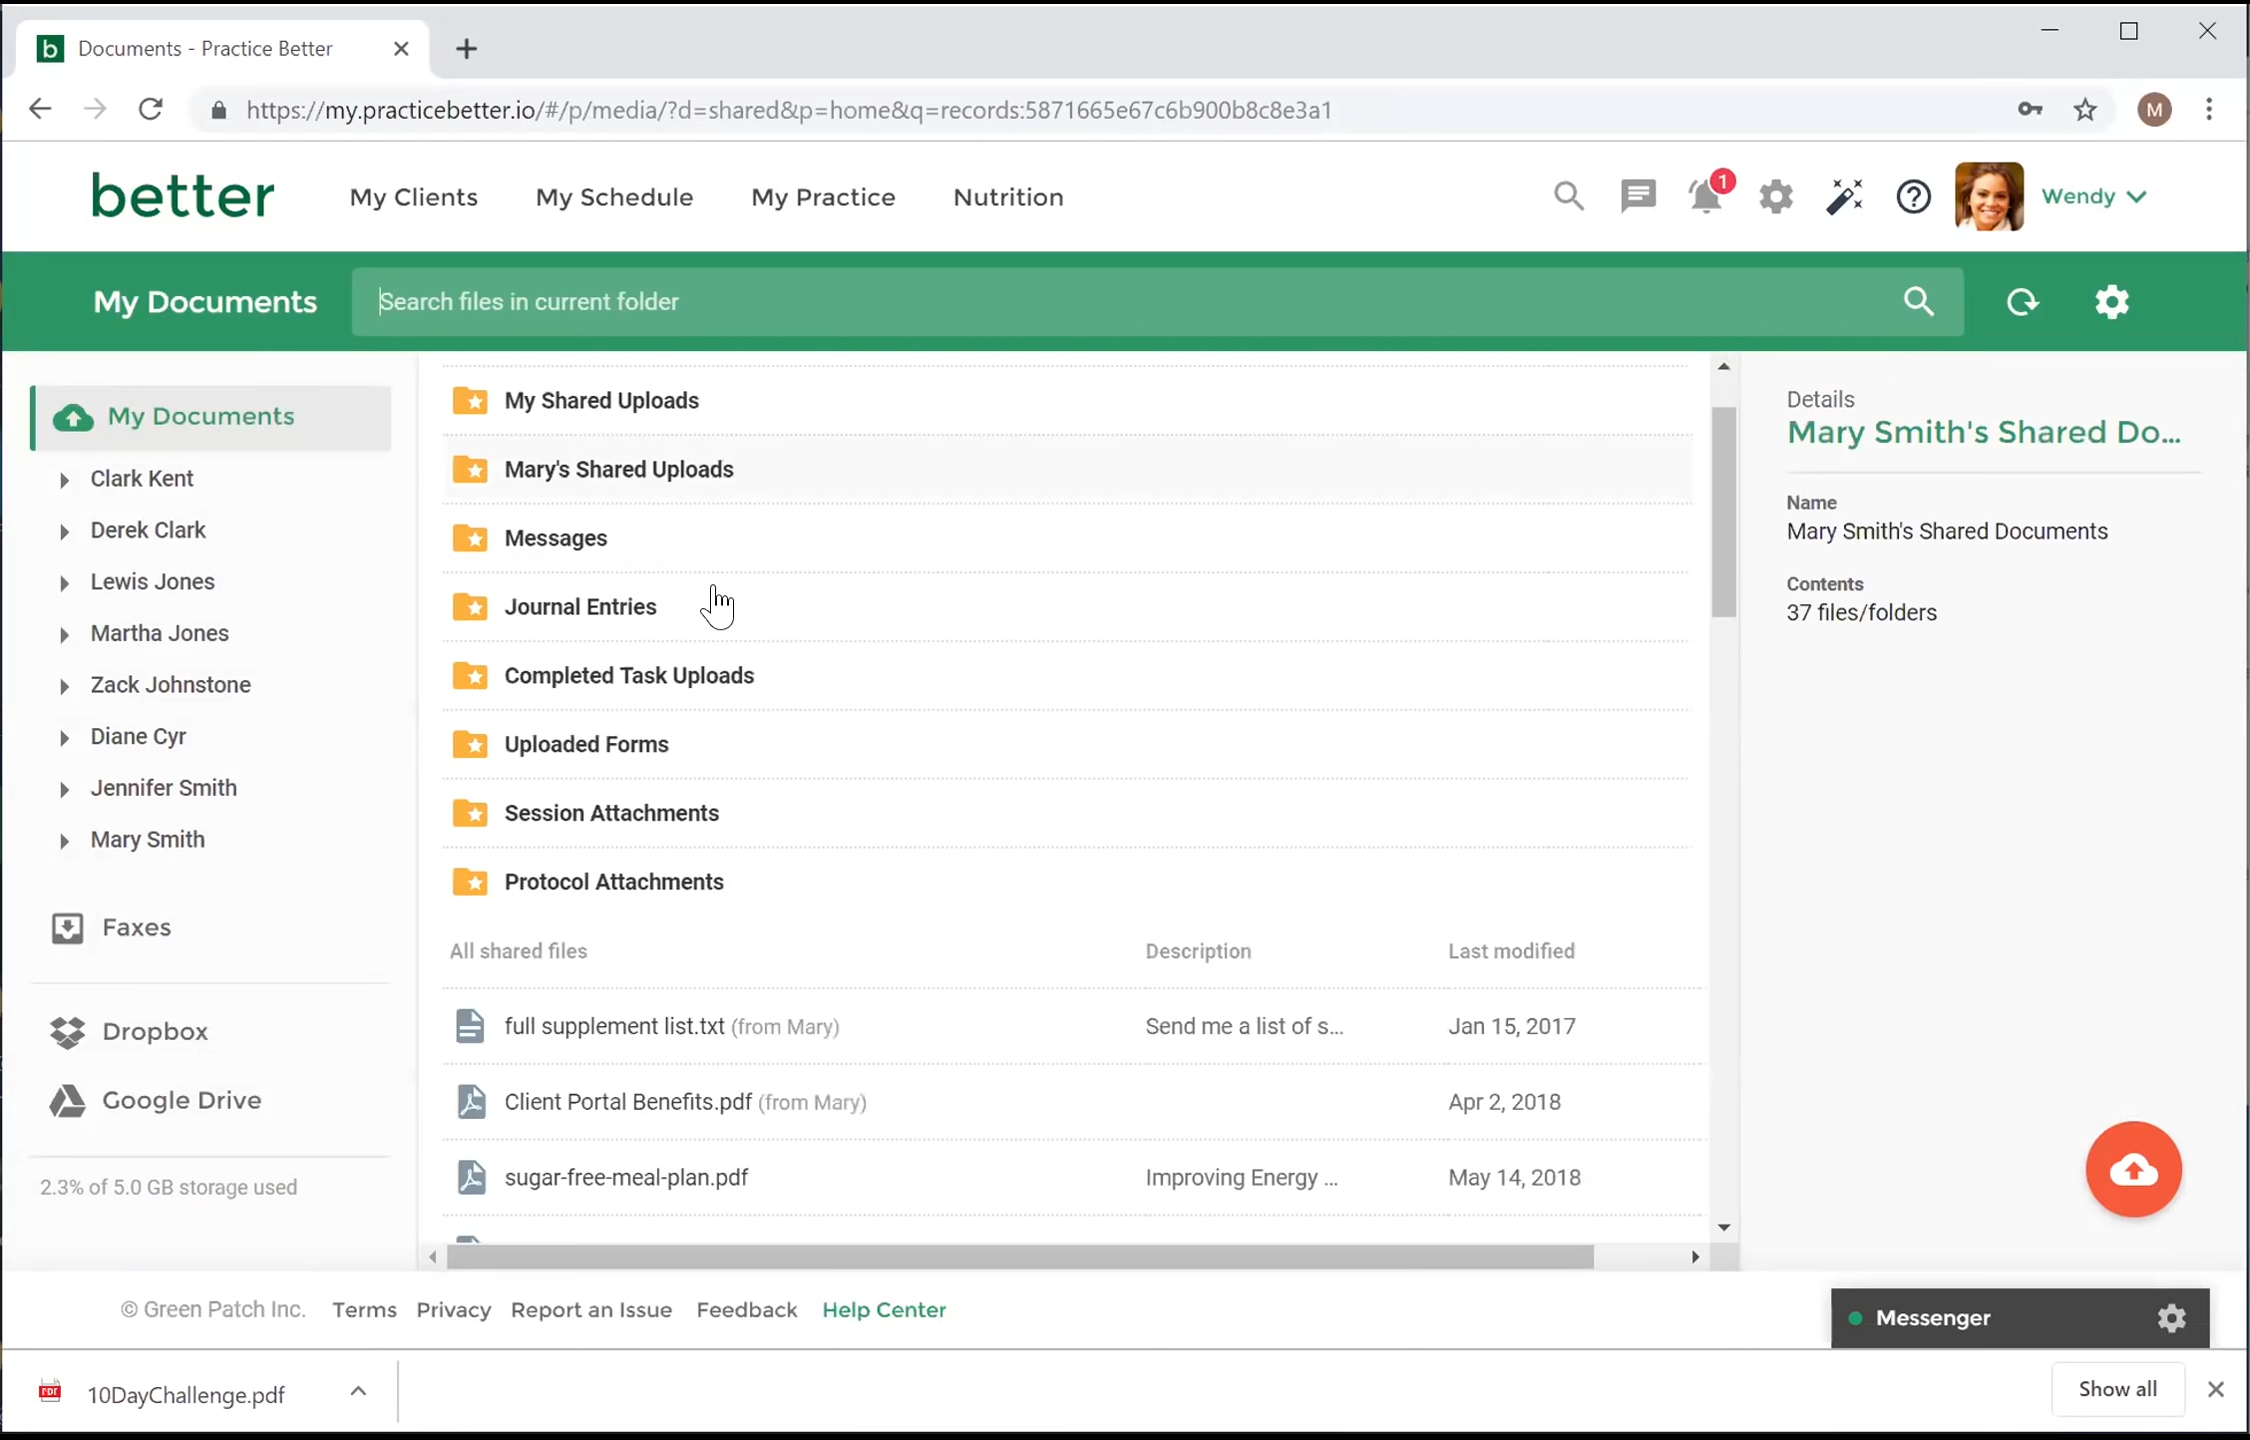 Documents - Practice Better
https://my.practicebetter.io/#/p/media/?d=shared&p=home&q=records:5871665e67c6b900b8c8e3a1
M
better
My Clients
My Schedule
My Practice
Nutrition
1
Wendy
My Documents
Search files in current folder
My Documents
Clark Kent
Derek Clark
Lewis Jones
Martha Jones
Zack Johnstone
Diane Cyr
Jennifer Smith
Mary Smith
Faxes
Dropbox
Google Drive
2.3% of 5.0 GB storage used
My Shared Uploads
Mary's Shared Uploads
Messages
Journal Entries
Completed Task Uploads
Uploaded Forms
Session Attachments
Protocol Attachments
All shared files Description Last modified
full supplement list.txt (from Mary) Send me a list of s... Jan 15, 2017
Client Portal Benefits.pdf (from Mary) Apr 2, 2018
sugar-free-meal-plan.pdf Improving Energy ... May 14, 2018
Details
Mary Smith's Shared Do...
Name
Mary Smith's Shared Documents
Contents
37 files/folders
© Green Patch Inc. Terms Privacy Report an Issue Feedback Help Center
Messenger
PDF
10DayChallenge.pdf
Show all